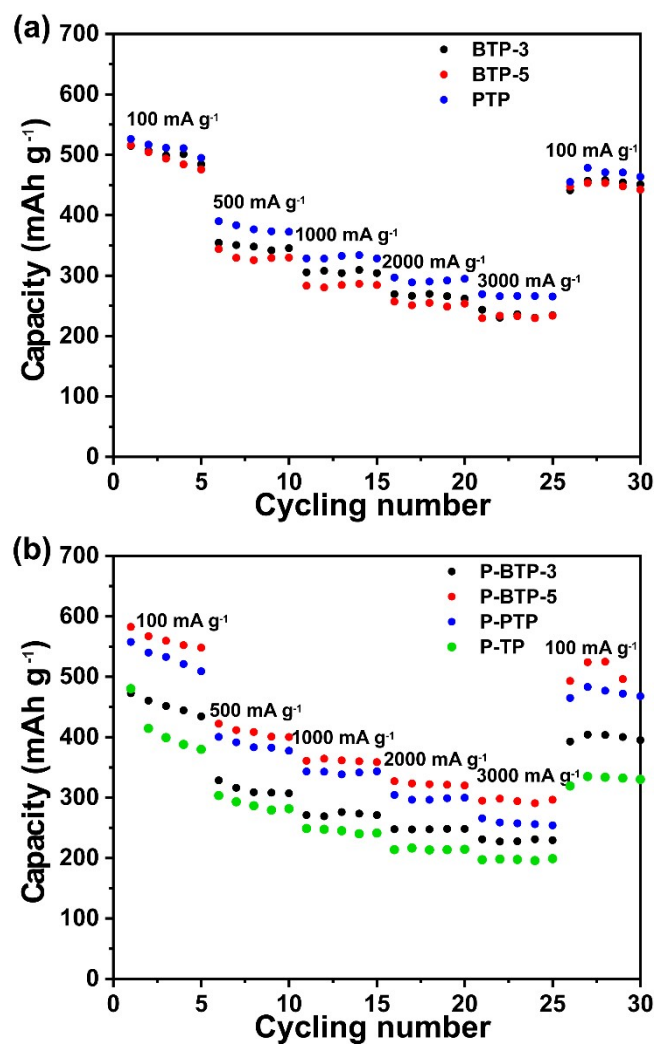 (a)
700
600
500
400
300
200
100
0
Capacity (mAh g⁻¹)
BTP-3
BTP-5
PTP
100 mA g⁻¹
500 mA g⁻¹
1000 mA g⁻¹
2000 mA g⁻¹
3000 mA g⁻¹
100 mA g⁻¹
0 5 10 15 20 25 30
Cycling number
(b)
700
600
500
400
300
200
100
0
Capacity (mAh g⁻¹)
P-BTP-3
P-BTP-5
P-PTP
P-TP
100 mA g⁻¹
500 mA g⁻¹
1000 mA g⁻¹
2000 mA g⁻¹
3000 mA g⁻¹
100 mA g⁻¹
0 5 10 15 20 25 30
Cycling number